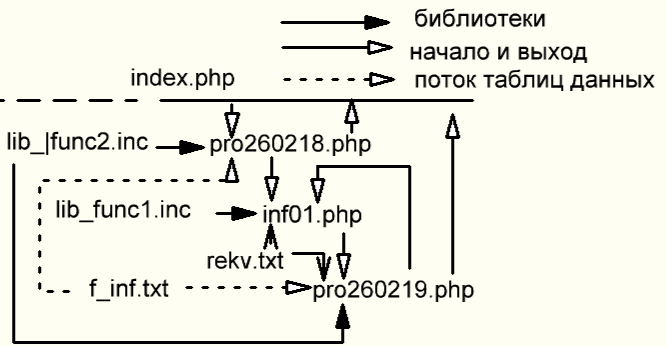 библиотеки
начало и выход
index.php
поток таблиц данных
lib_|func2.inc
pro260218.php
lib_func1.inc
inf01.php
rekv.txt
f_inf.txt
pro260219.php